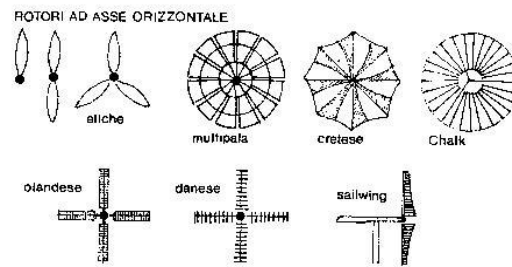 ROTORI AD ASSE ORIZZONTALE
eliche
multipala
cretese
Chalk
olandese
danese
sailwing